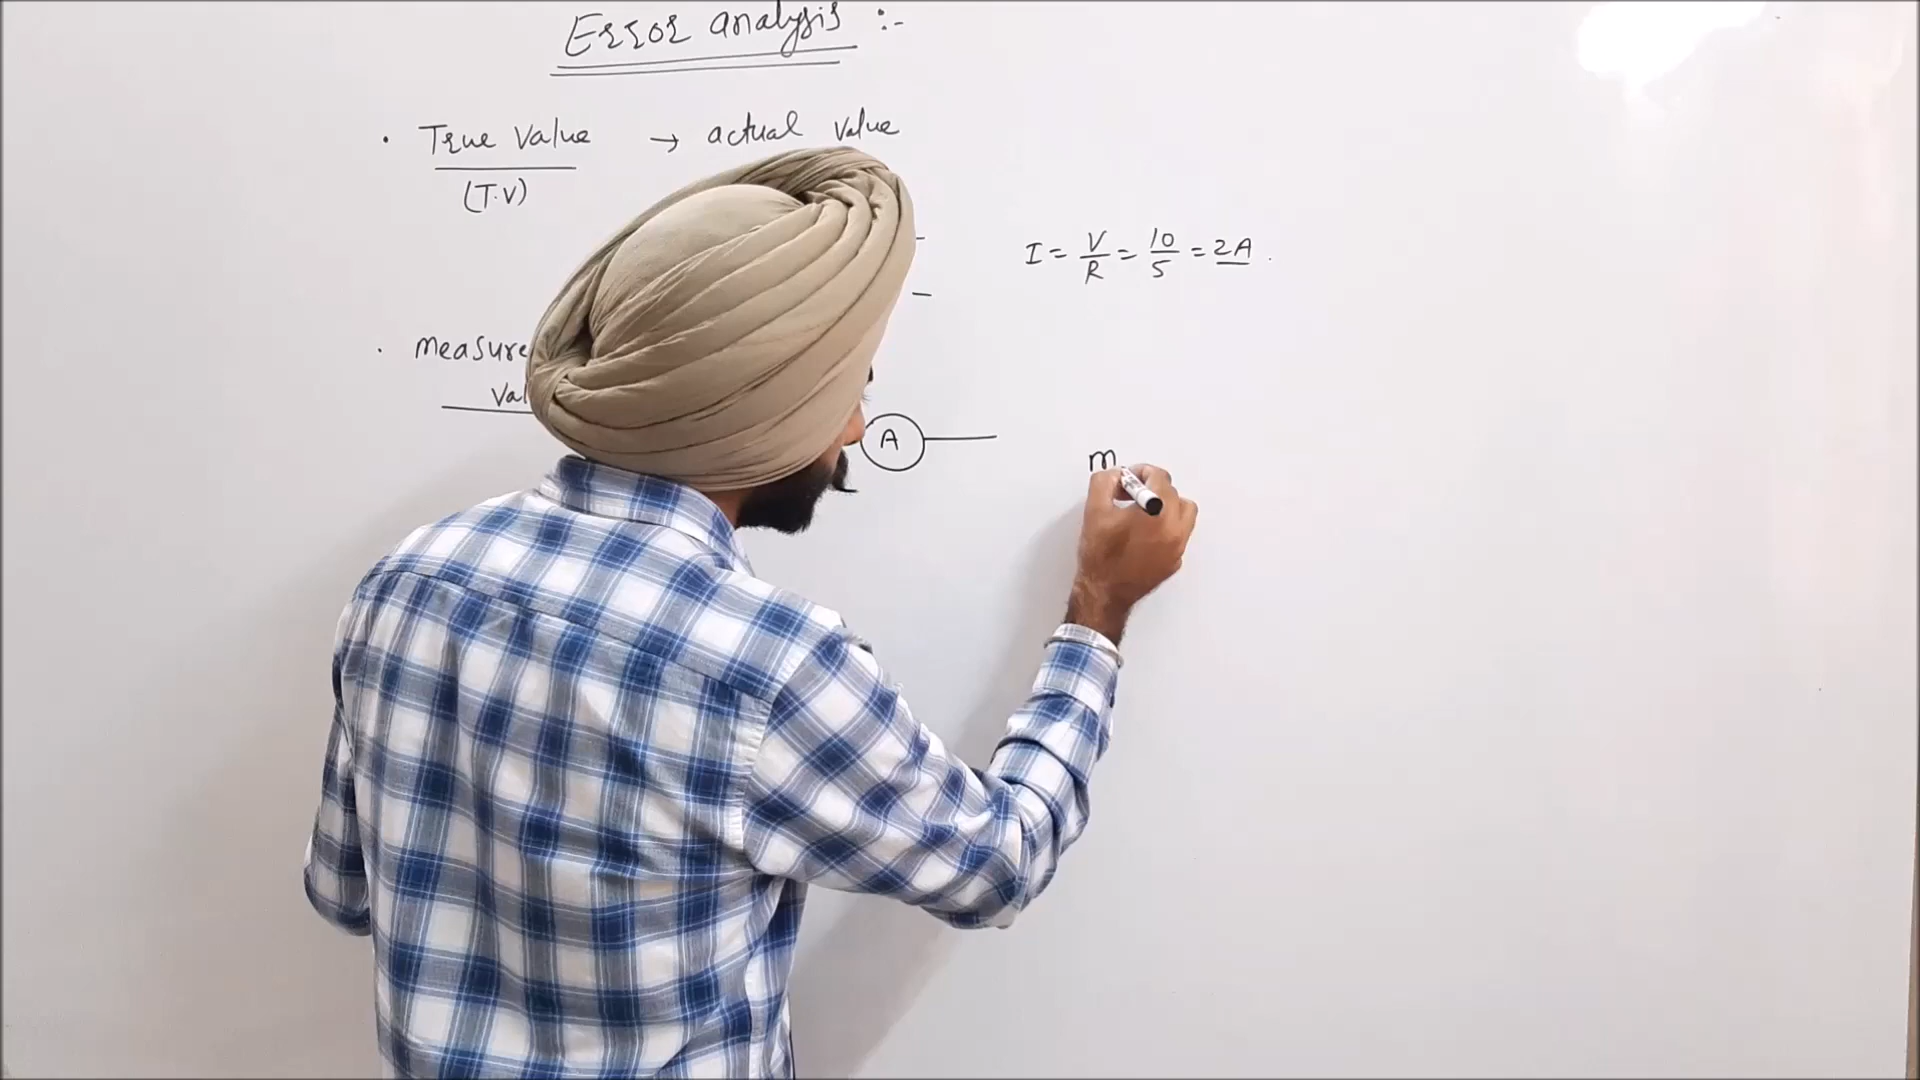 Error analysis :-
· True Value → actual value
(T.V)
I = V/R = 10/5 = 2A .
· measure
Val
A
m